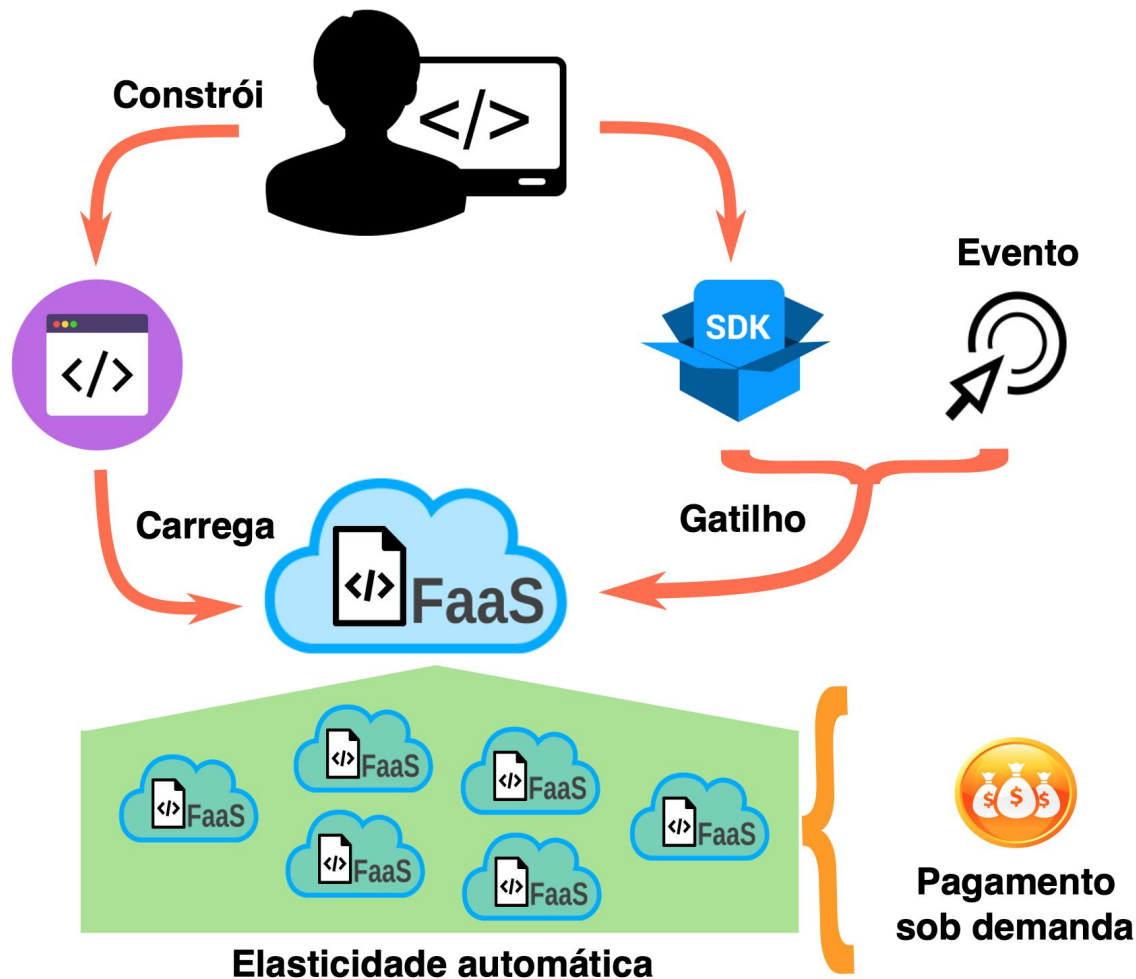 Constrói
</>
Evento
SDK
</>
Carrega
Gatilho
</>
FaaS
</>
FaaS
</>
FaaS
</>
FaaS
</>
FaaS
</>
FaaS
</>
FaaS
$ $ $
Pagamento
sob demanda
Elasticidade automática